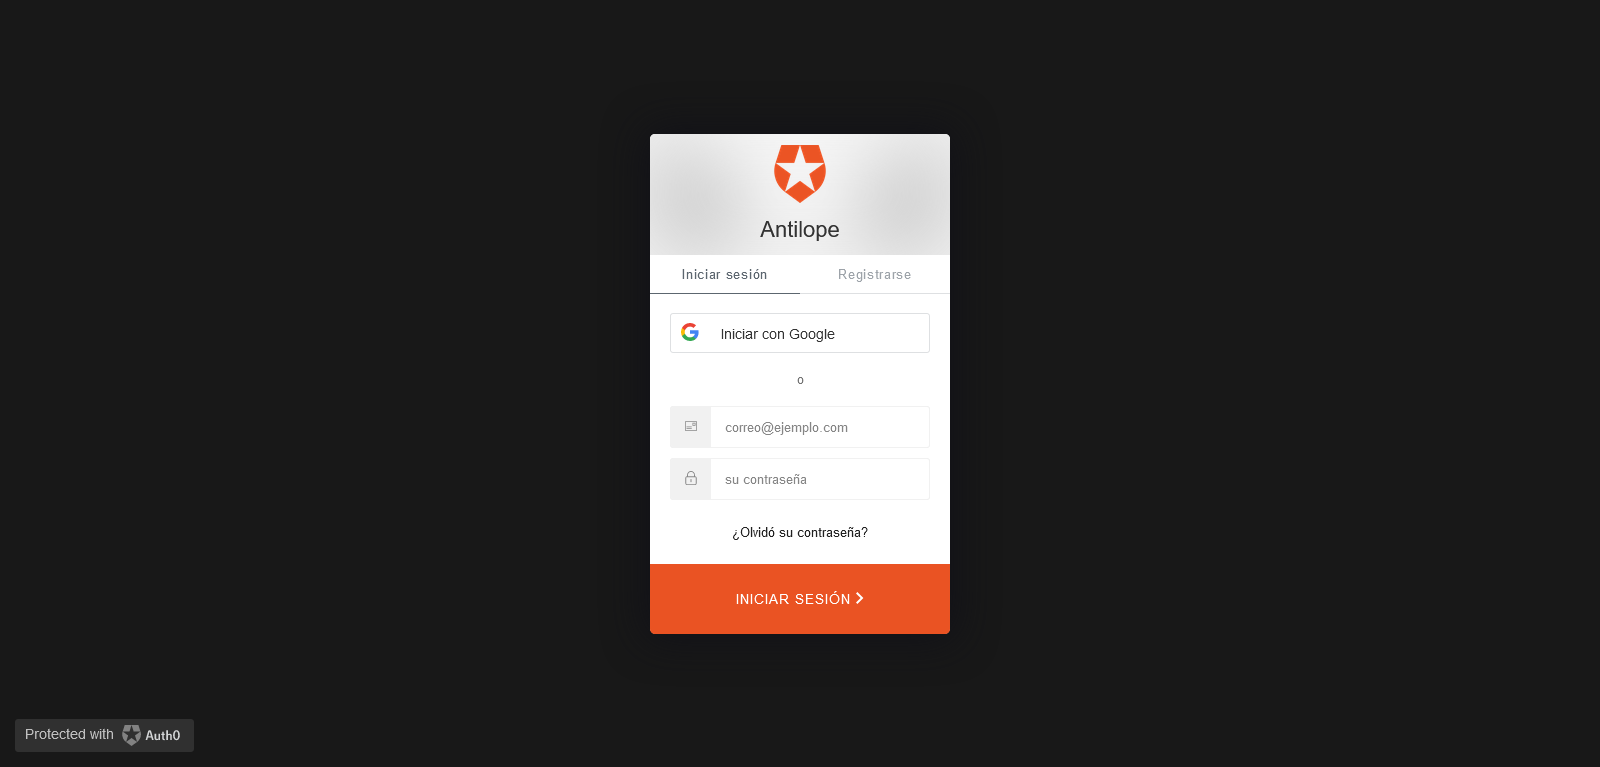 Antilope
Iniciar sesión
Registrarse
Iniciar con Google
o
correo@ejemplo.com
su contraseña
¿Olvidó su contraseña?
INICIAR SESIÓN
Protected with Auth0